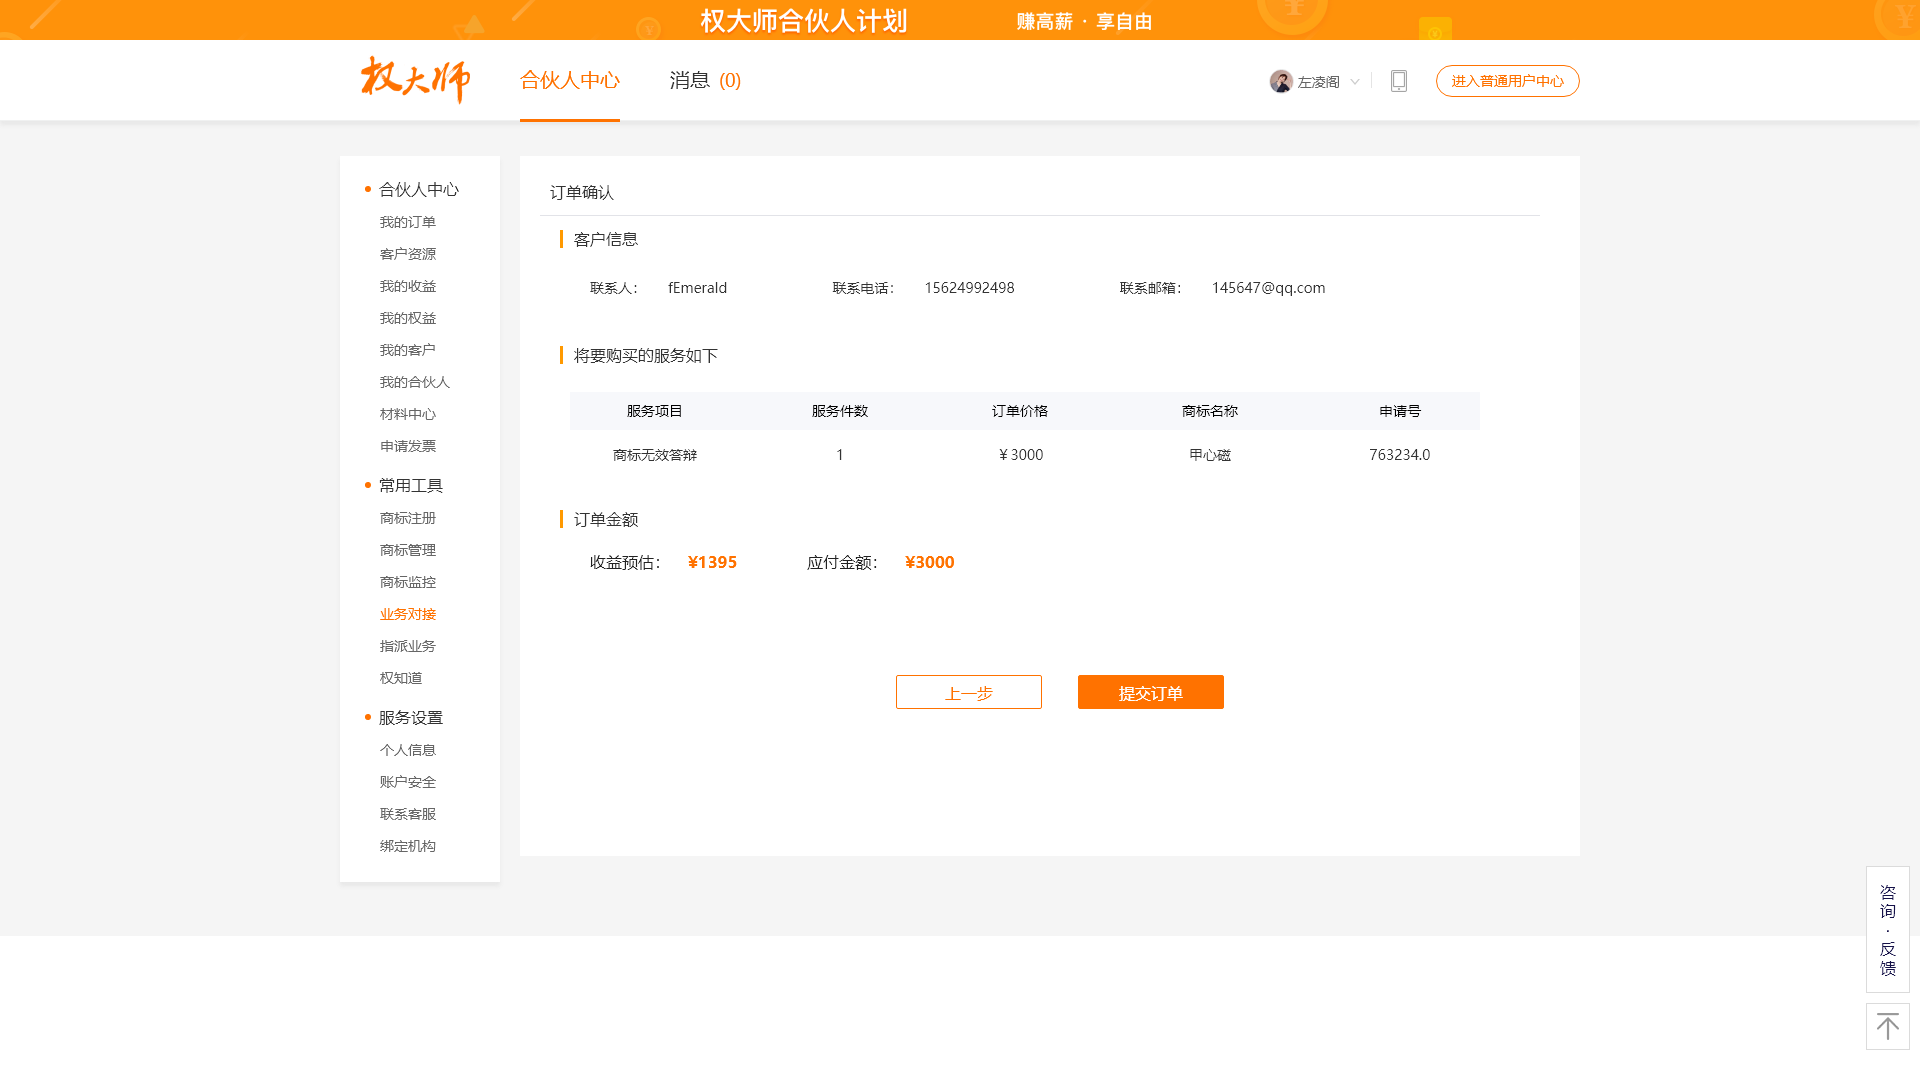 权大师合伙人计划 赚高薪 · 享自由
权大师 合伙人中心 消息 (0) 左凌阁 进入普通用户中心
合伙人中心
我的订单
客户资源
我的收益
我的权益
我的客户
我的合伙人
材料中心
申请发票
常用工具
商标注册
商标管理
商标监控
业务对接
指派业务
权知道
服务设置
个人信息
账户安全
联系客服
绑定机构
订单确认
客户信息
联系人： fEmerald 联系电话： 15624992498 联系邮箱： 145647@qq.com
将要购买的服务如下
服务项目 服务件数 订单价格 商标名称 申请号
商标无效答辩 1 ¥ 3000 甲心磁 763234.0
订单金额
收益预估： ¥1395 应付金额： ¥3000
上一步 提交订单
咨询·反馈